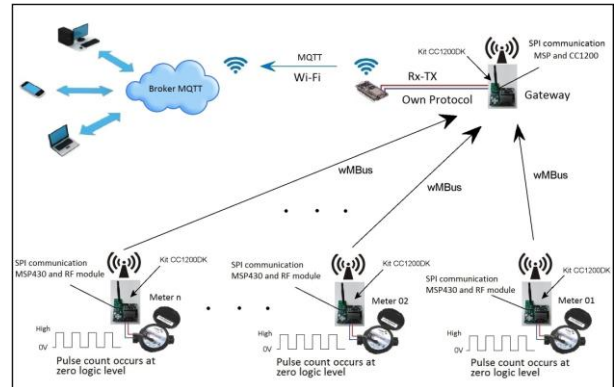 MQTT
Wi-Fi
Broker MQTT
Kit CC1200DK
SPI communication
MSP and CC1200
Rx-TX
Own Protocol
Gateway
wMBus
wMBus
wMBus
. . .
SPI communication
MSP430 and RF module
Kit CC1200DK
Meter n
High
0V
Pulse count occurs at
zero logic level
. . .
SPI communication
MSP430 and RF module
Kit CC1200DK
Meter 02
High
0V
Pulse count occurs at
zero logic level
SPI communication
MSP430 and RF module
Kit CC1200DK
Meter 01
High
0V
Pulse count occurs at
zero logic level